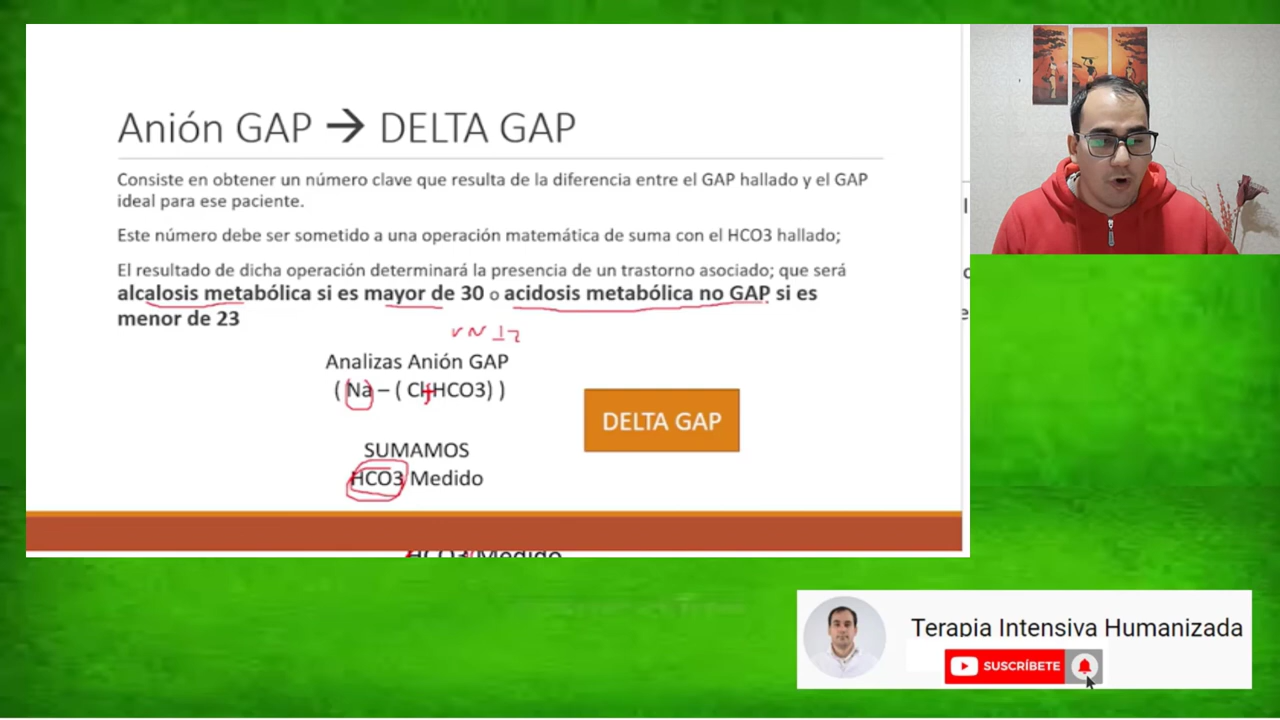 Anión GAP → DELTA GAP
Consiste en obtener un número clave que resulta de la diferencia entre el GAP hallado y el GAP
ideal para ese paciente.
Este número debe ser sometido a una operación matemática de suma con el HCO3 hallado;
El resultado de dicha operación determinará la presencia de un trastorno asociado; que será
alcalosis metabólica si es mayor de 30 o acidosis metabólica no GAP si es
menor de 23
Analizas Anión GAP
( Na – ( Cl+HCO3) )
DELTA GAP
SUMAMOS
HCO3 Medido
HCO3 Medido
Terapia Intensiva Humanizada
SUSCRÍBETE